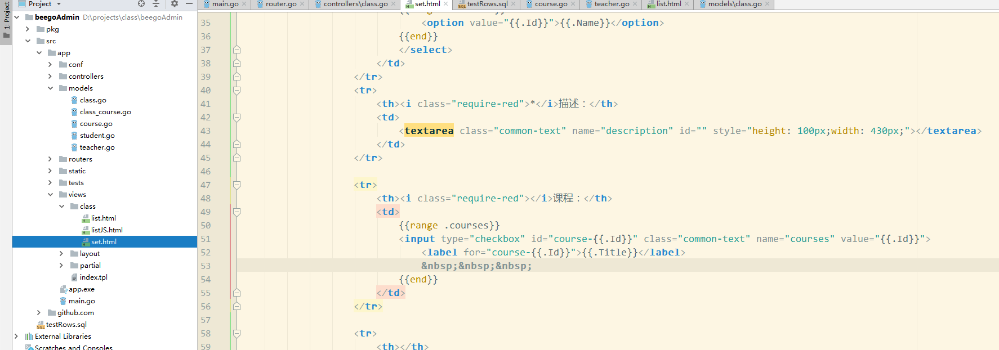 Project
main.go
router.go
controllers\class.go
set.html
testRows.sql
course.go
teacher.go
list.html
models\class.go
1: Project
beegoAdmin D:\projects\class\beegoAdmin
pkg
src
app
conf
controllers
models
class.go
class_course.go
course.go
student.go
teacher.go
routers
static
tests
views
class
list.html
listJS.html
set.html
layout
partial
index.tpl
app.exe
main.go
github.com
testRows.sql
External Libraries
Scratches and Consoles
35 <option value="{{.Id}}">{{.Name}}</option>
36 {{end}}
37 </select>
38 </td>
39 </tr>
40 <tr>
41 <th><i class="require-red">*</i>描述：</th>
42 <td>
43 <textarea class="common-text" name="description" id="" style="height: 100px;width: 430px;"></textarea>
44 </td>
45 </tr>
46
47 <tr>
48 <th><i class="require-red"></i>课程：</th>
49 <td>
50 {{range .courses}}
51 <input type="checkbox" id="course-{{.Id}}" class="common-text" name="courses" value="{{.Id}}">
52 <label for="course-{{.Id}}">{{.Title}}</label>
53 &nbsp;&nbsp;&nbsp;
54 {{end}}
55 </td>
56 </tr>
57
58 <tr>
59 <th></th>